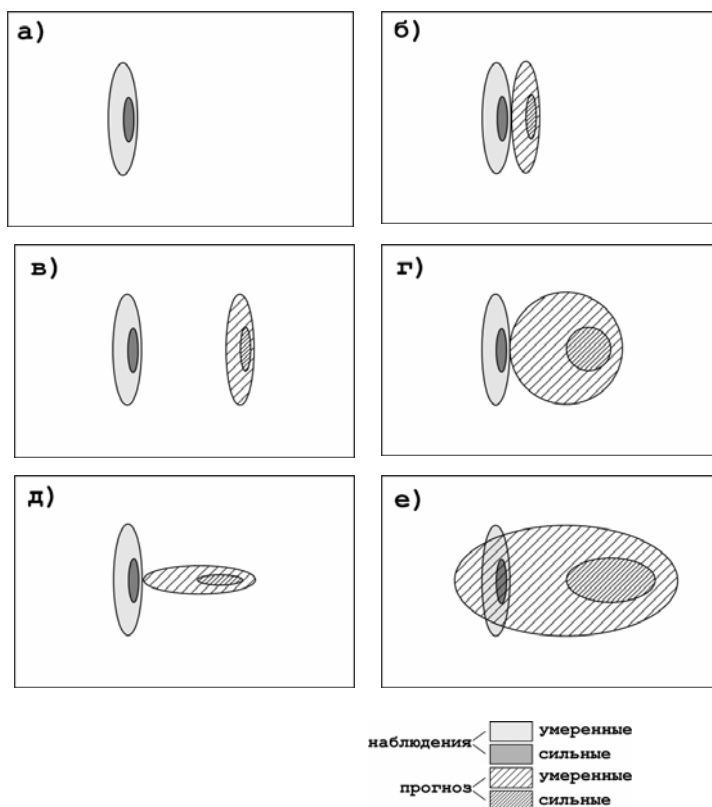 а)
б)
в)
г)
д)
е)
наблюдения
умеренные
сильные
прогноз
умеренные
сильные